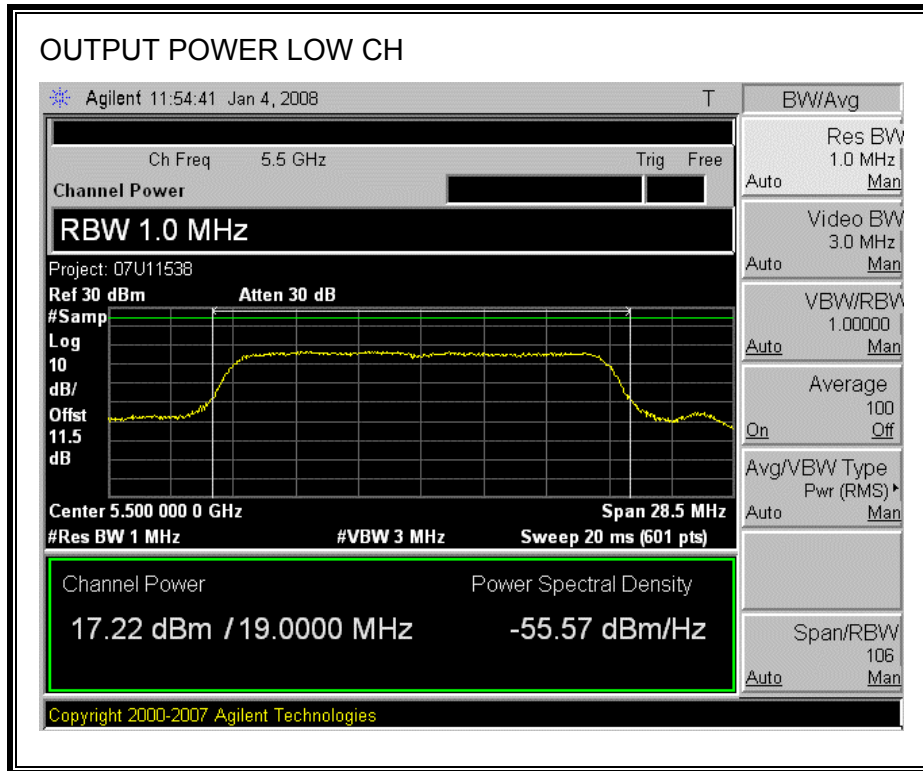 OUTPUT POWER LOW CH
Agilent 11:54:41 Jan 4, 2008 T
BW/Avg
Ch Freq 5.5 GHz Trig Free
Channel Power
RBW 1.0 MHz
Project: 07U11538
Ref 30 dBm Atten 30 dB
#Samp
Log
10
dB/
Offst
11.5
dB
Center 5.500 000 0 GHz Span 28.5 MHz
#Res BW 1 MHz #VBW 3 MHz Sweep 20 ms (601 pts)
Channel Power Power Spectral Density
17.22 dBm / 19.0000 MHz -55.57 dBm/Hz
Copyright 2000-2007 Agilent Technologies
Res BW
1.0 MHz
Auto Man
Video BW
3.0 MHz
Auto Man
VBW/RBW
1.00000
Auto Man
Average
100
On Off
Avg/VBW Type
Pwr (RMS)
Auto Man
Span/RBW
106
Auto Man